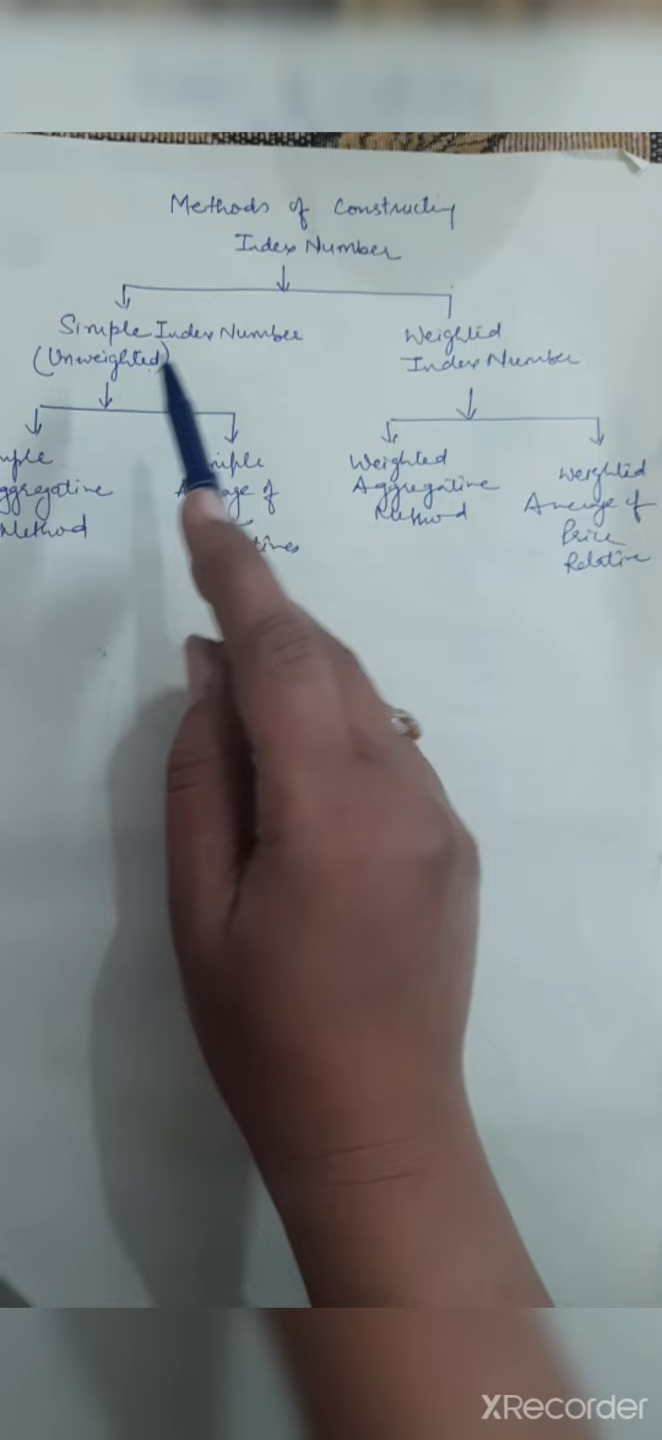 Methods of Constructing
Index Number
Simple Index Number
(Unweighted)
Weighted
Index Number
Aggregative
Method
Weighted
Aggregative
Method
Weighted
Average of
Price
Relative
XRecorder